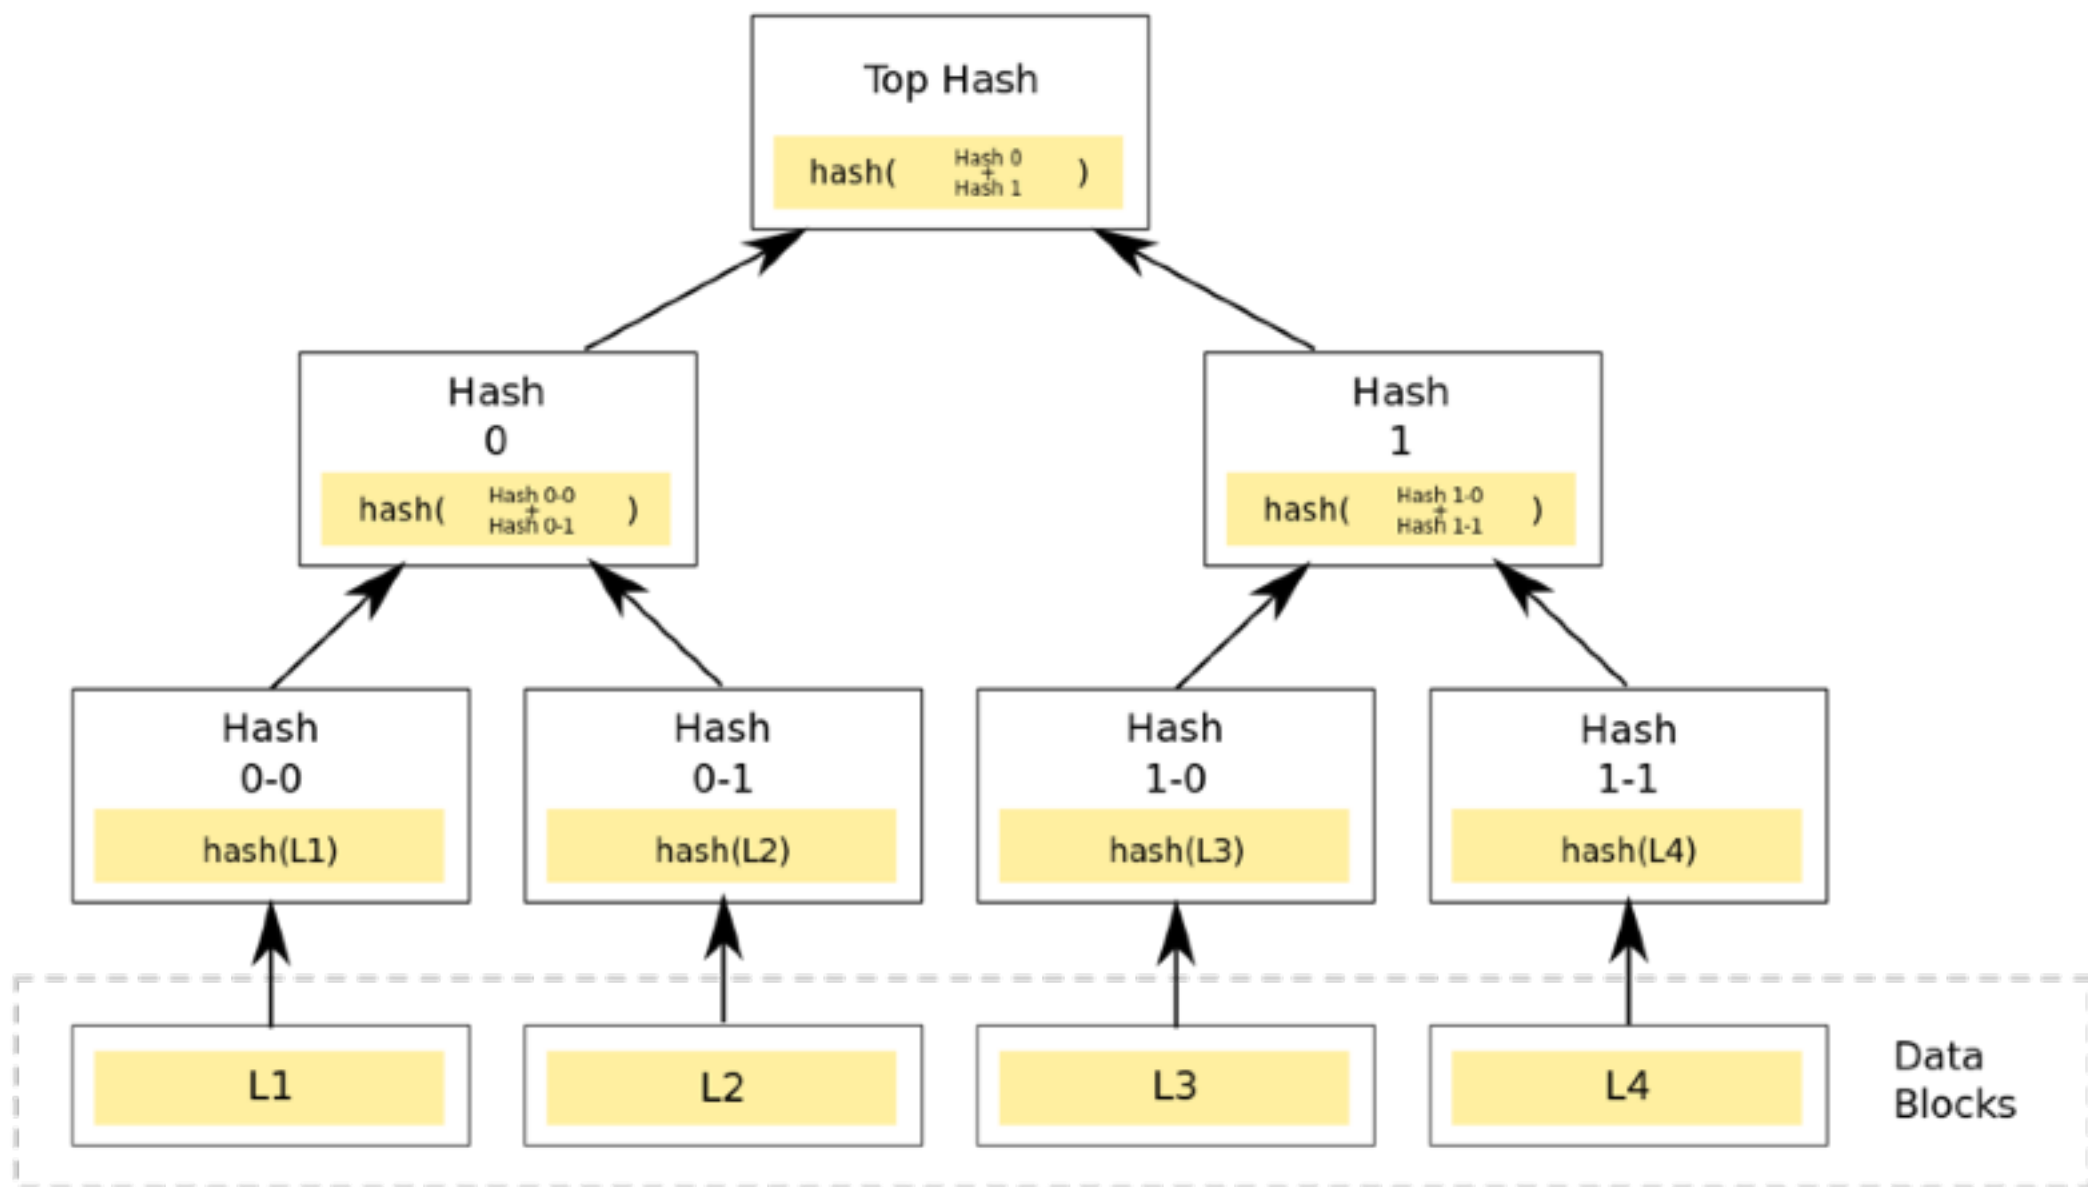 Top Hash
hash( Hash 0 + Hash 1 )
Hash
0
hash( Hash 0-0 + Hash 0-1 )
Hash
1
hash( Hash 1-0 + Hash 1-1 )
Hash
0-0
hash(L1)
Hash
0-1
hash(L2)
Hash
1-0
hash(L3)
Hash
1-1
hash(L4)
L1
L2
L3
L4
Data
Blocks